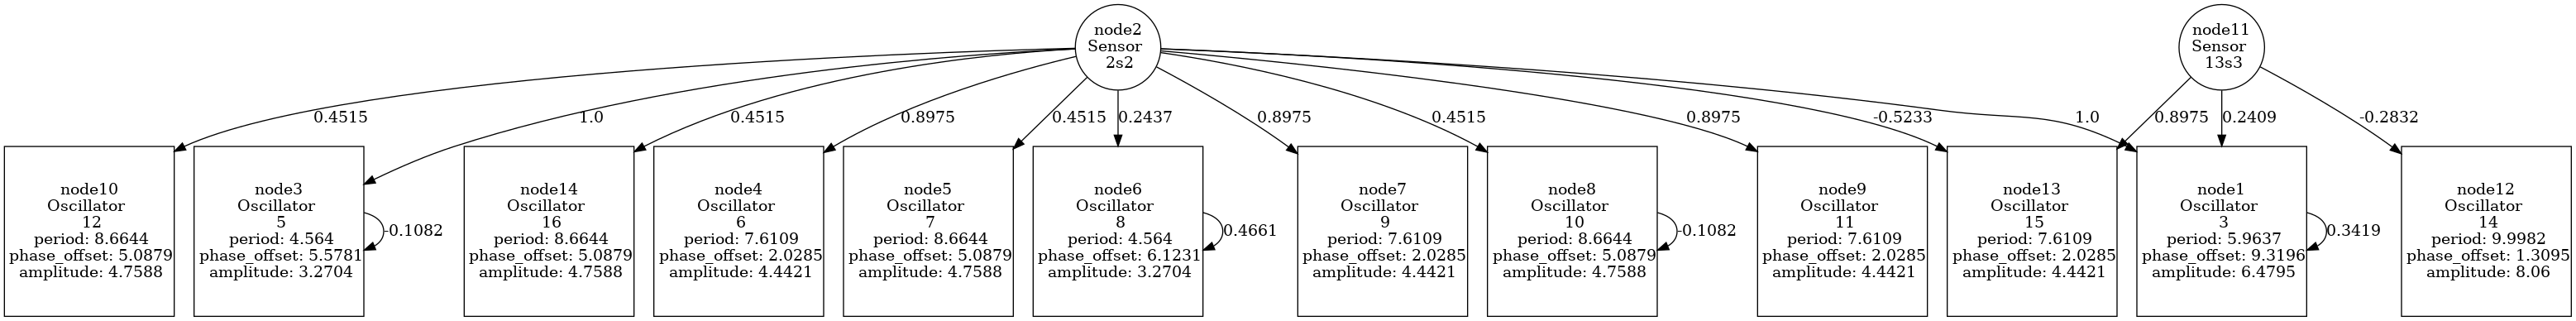 node2
Sensor
2s2
node11
Sensor
13s3
0.4515
1.0
0.4515
0.8975
0.4515
0.2437
0.8975
0.4515
0.8975
-0.5233
1.0
0.8975
0.2409
-0.2832
node10
Oscillator
12
period: 8.6644
phase_offset: 5.0879
amplitude: 4.7588
node3
Oscillator
5
period: 4.564
phase_offset: 5.5781
amplitude: 3.2704
-0.1082
node14
Oscillator
16
period: 8.6644
phase_offset: 5.0879
amplitude: 4.7588
node4
Oscillator
6
period: 7.6109
phase_offset: 2.0285
amplitude: 4.4421
node5
Oscillator
7
period: 8.6644
phase_offset: 5.0879
amplitude: 4.7588
node6
Oscillator
8
period: 4.564
phase_offset: 6.1231
amplitude: 3.2704
0.4661
node7
Oscillator
9
period: 7.6109
phase_offset: 2.0285
amplitude: 4.4421
node8
Oscillator
10
period: 8.6644
phase_offset: 5.0879
amplitude: 4.7588
-0.1082
node9
Oscillator
11
period: 7.6109
phase_offset: 2.0285
amplitude: 4.4421
node13
Oscillator
15
period: 7.6109
phase_offset: 2.0285
amplitude: 4.4421
node1
Oscillator
3
period: 5.9637
phase_offset: 9.3196
amplitude: 6.4795
0.3419
node12
Oscillator
14
period: 9.9982
phase_offset: 1.3095
amplitude: 8.06